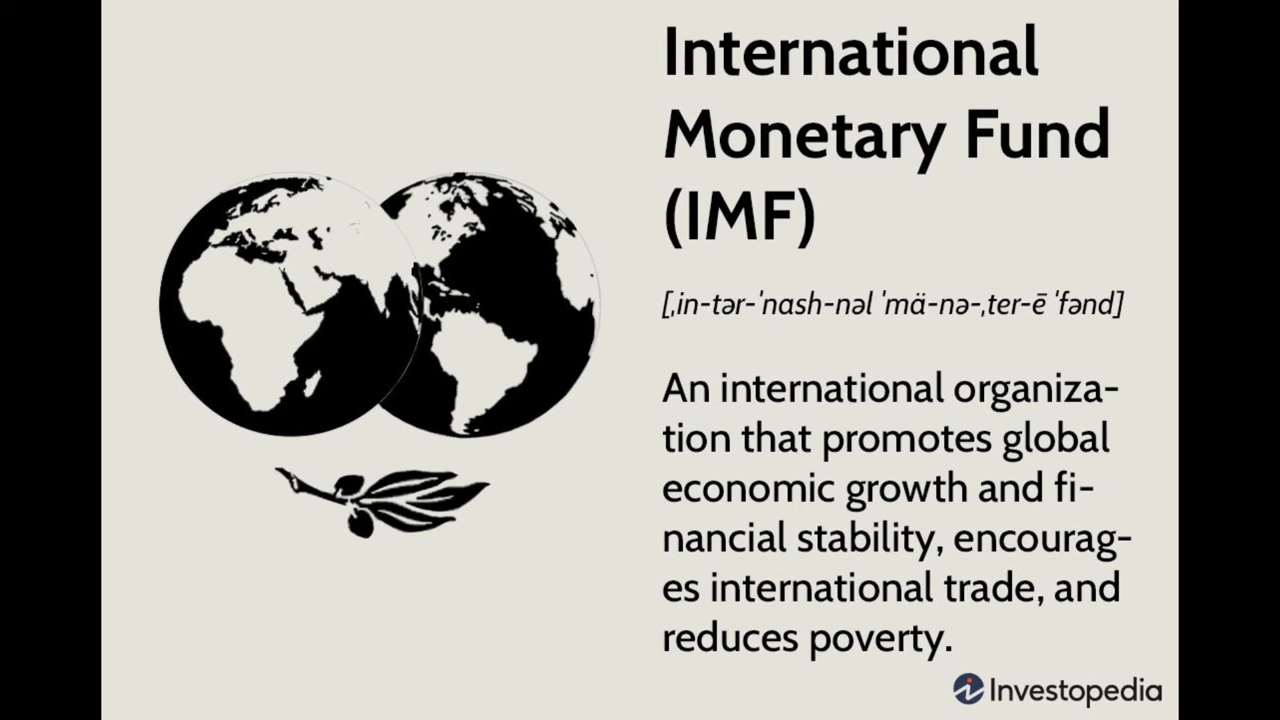 International
Monetary Fund
(IMF)
[ˌin-tər-ˈnash-nəl ˈmä-nə-ˌter-ē ˈfənd]
An international organiza-
tion that promotes global
economic growth and fi-
nancial stability, encourag-
es international trade, and
reduces poverty.
Investopedia